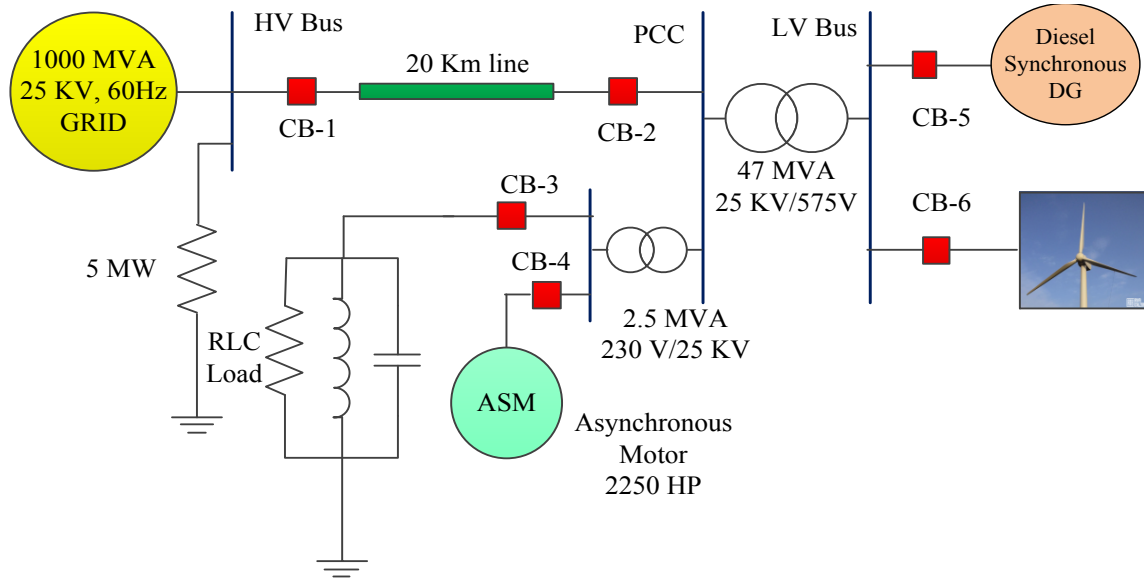 HV Bus
PCC
LV Bus
1000 MVA
25 KV, 60Hz
GRID
20 Km line
Diesel
Synchronous
DG
CB-1
CB-2
CB-5
47 MVA
25 KV/575V
CB-3
CB-6
CB-4
5 MW
2.5 MVA
230 V/25 KV
RLC
Load
ASM
Asynchronous
Motor
2250 HP